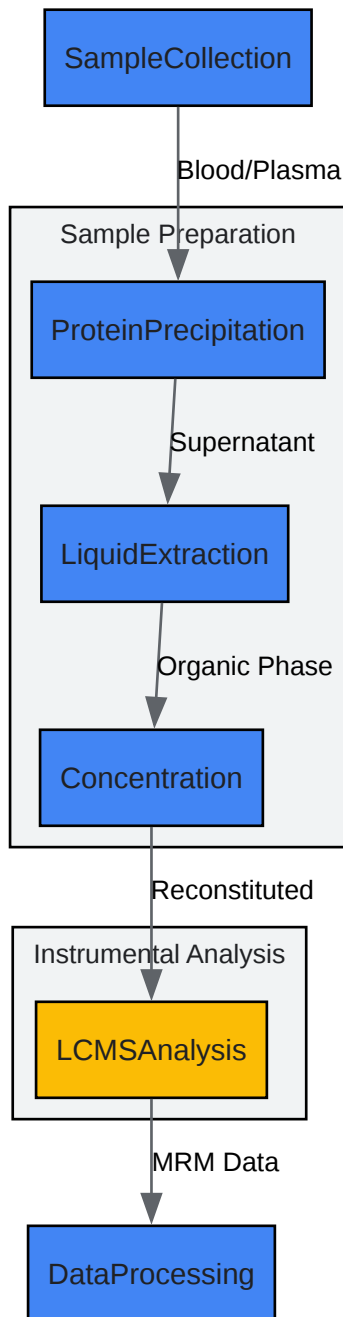 SampleCollection
Blood/Plasma
Sample Preparation
ProteinPrecipitation
Supernatant
LiquidExtraction
Organic Phase
Concentration
Reconstituted
Instrumental Analysis
LCMSAnalysis
MRM Data
DataProcessing